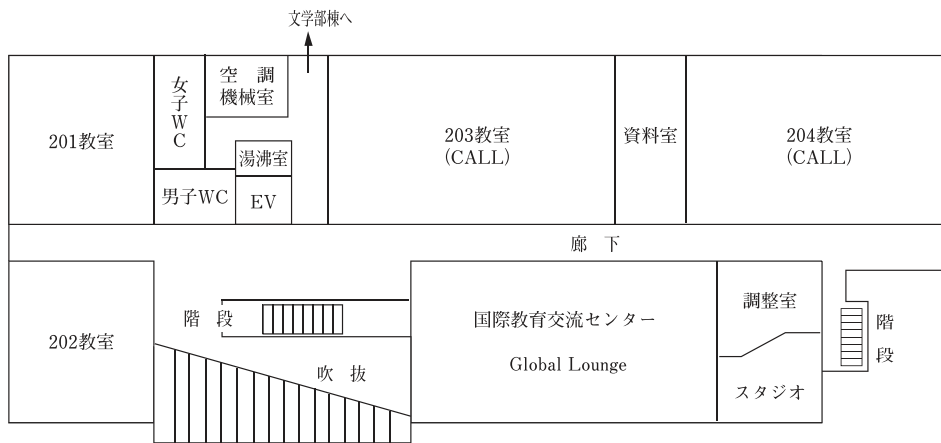 文学部棟へ
201教室
女子WC
空 調
機械室
湯沸室
男子WC
EV
203教室
(CALL)
資料室
204教室
(CALL)
廊 下
202教室
階 段
吹 抜
国際教育交流センター
Global Lounge
調整室
スタジオ
階段